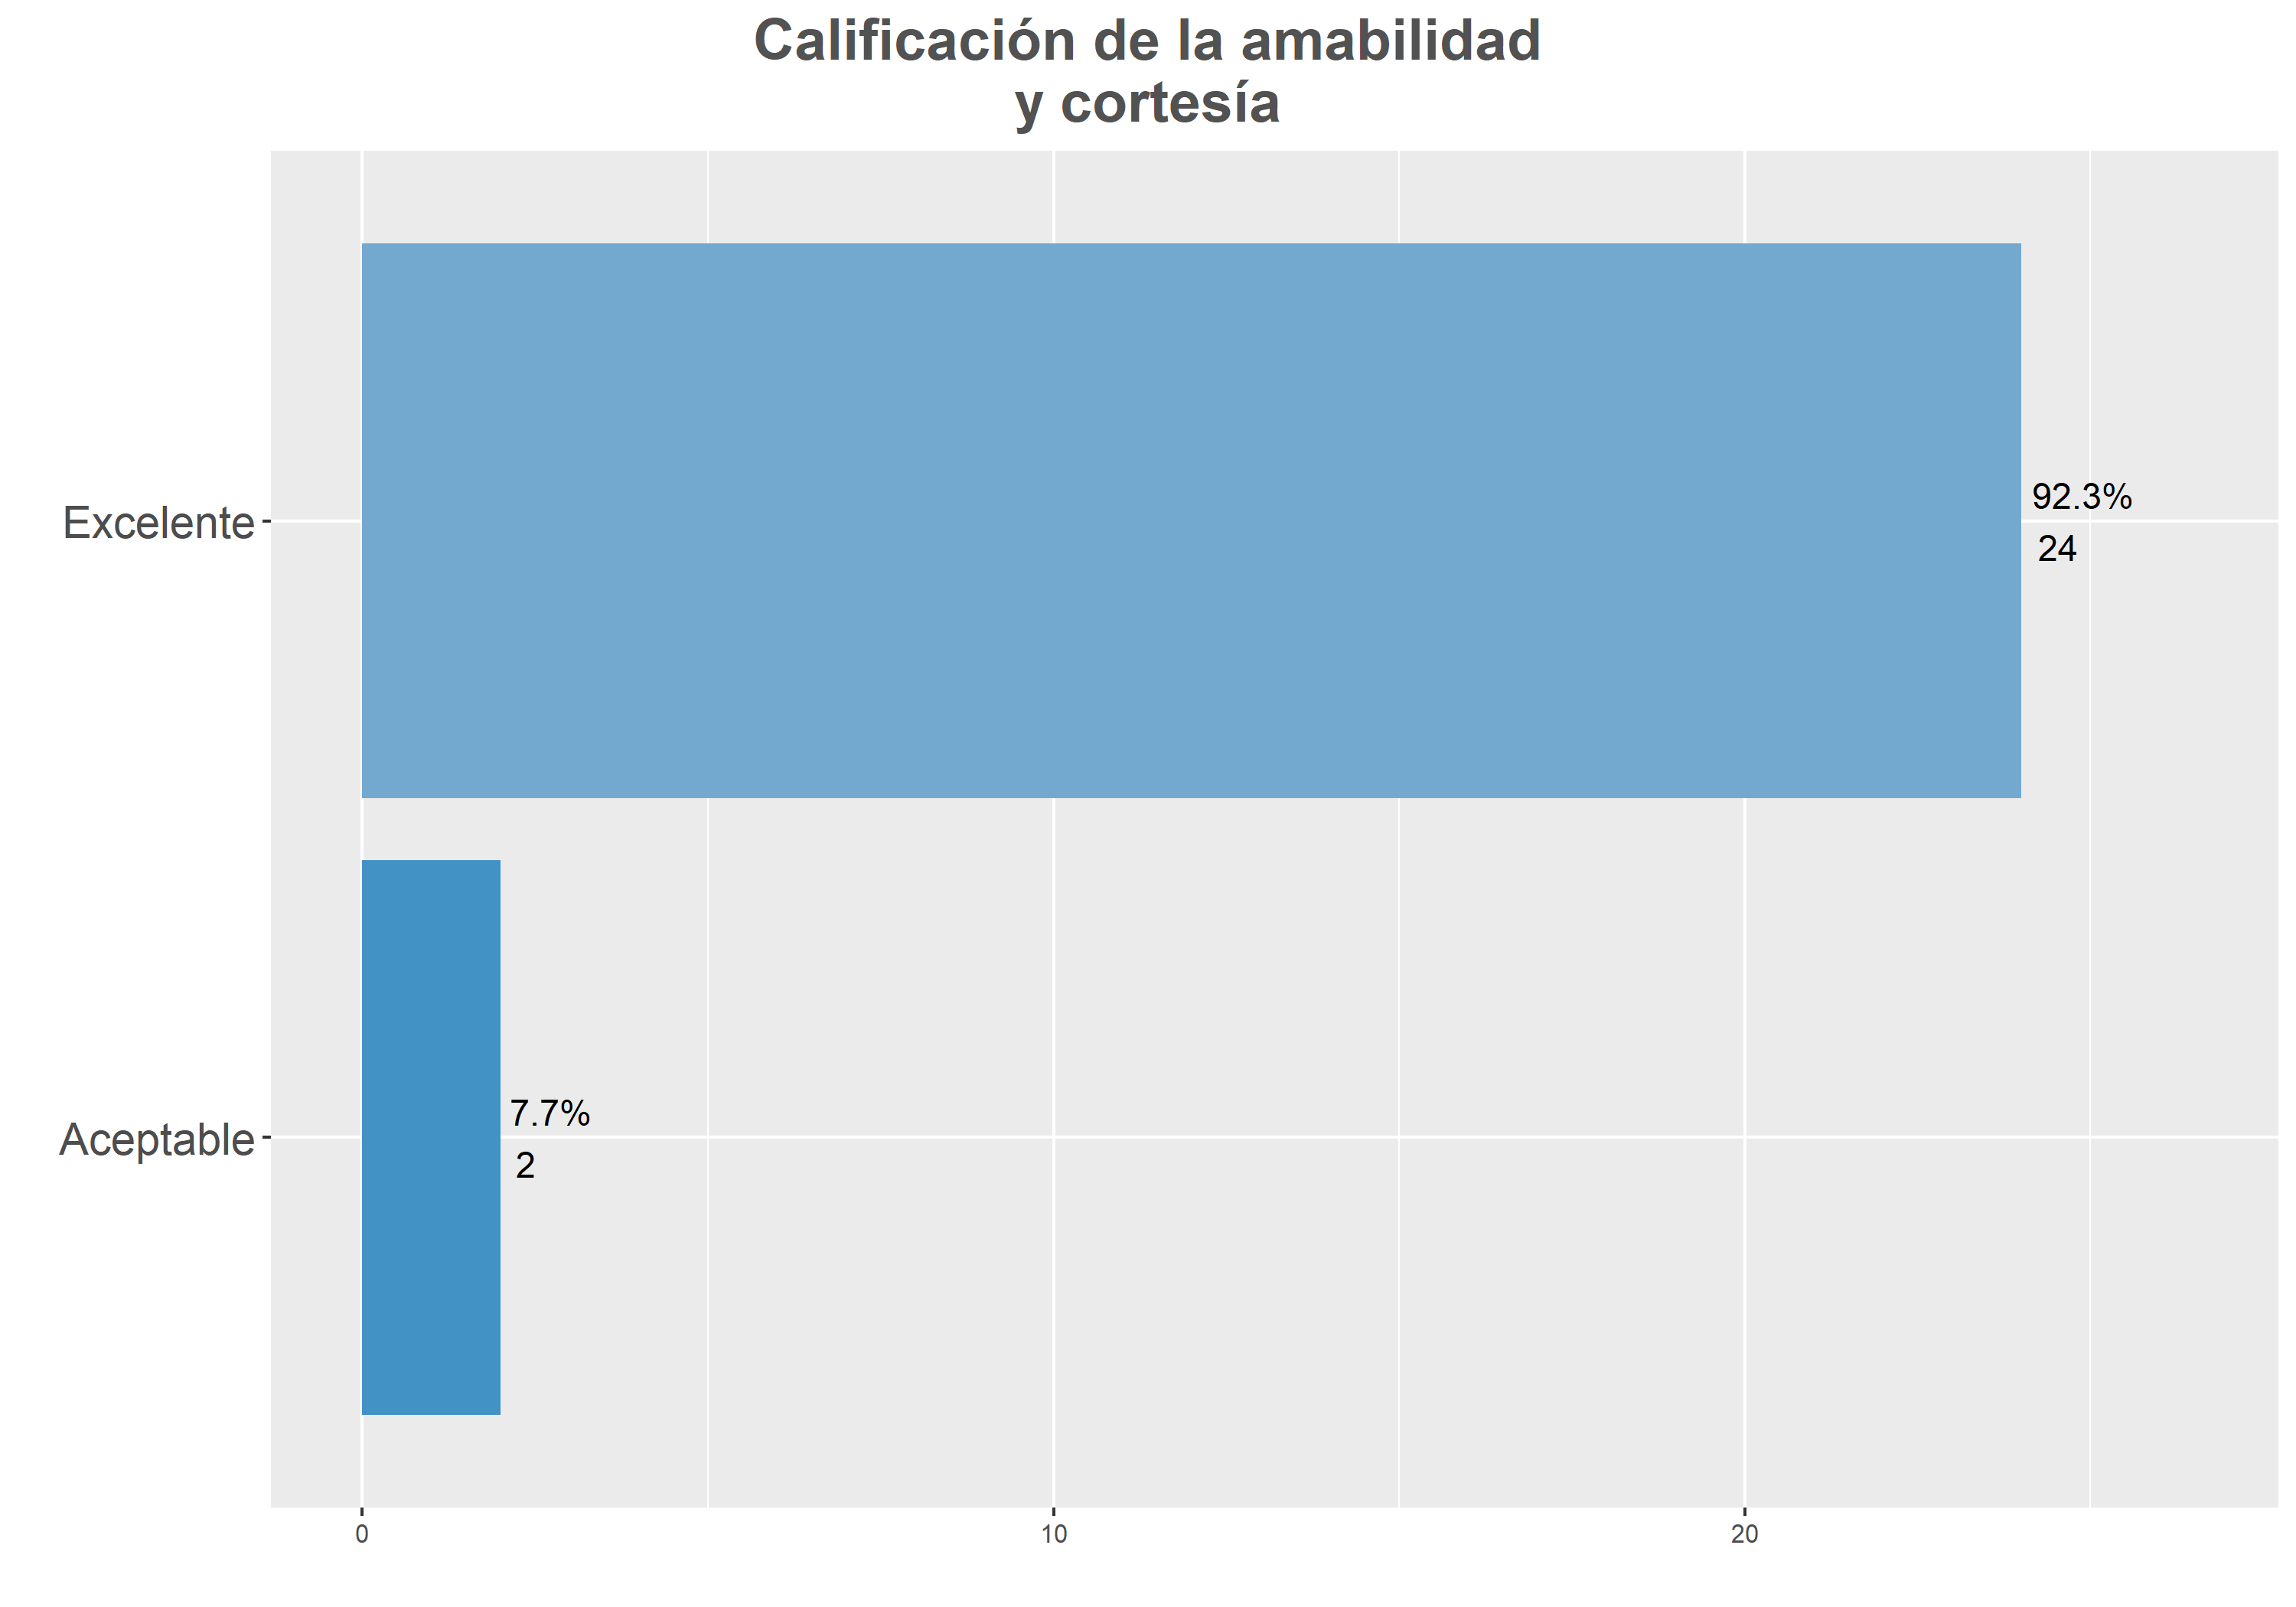 Calificación de la amabilidad
y cortesía
Excelente
92.3%
24
Aceptable
7.7%
2
0
10
20